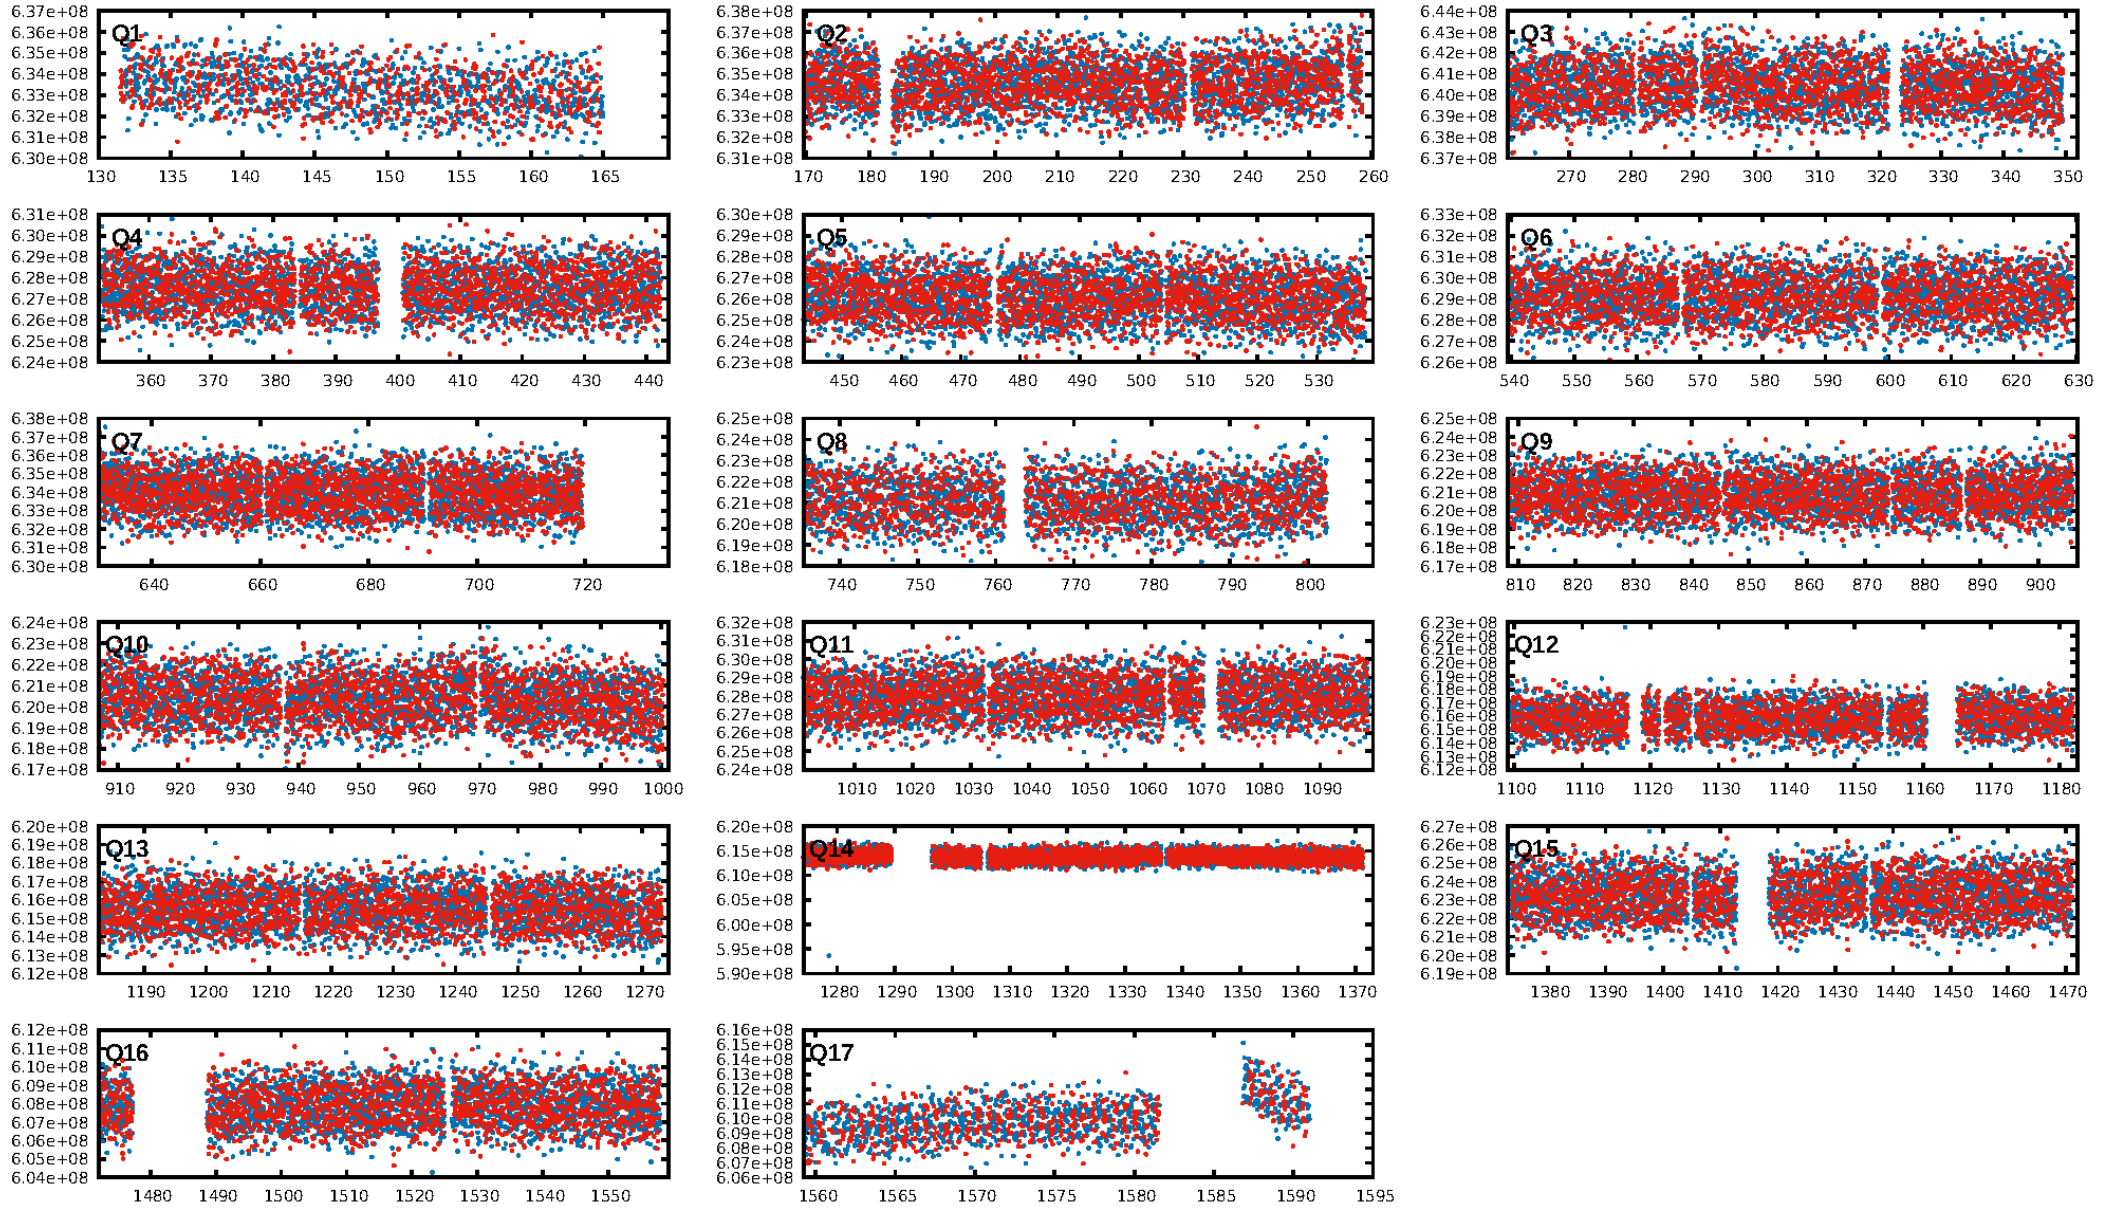 6.37e+08
6.36e+08
6.35e+08
6.34e+08
6.33e+08
6.32e+08
6.31e+08
6.30e+08
Q1
130 135 140 145 150 155 160 165
6.38e+08
6.37e+08
6.36e+08
6.35e+08
6.34e+08
6.33e+08
6.32e+08
6.31e+08
Q2
170 180 190 200 210 220 230 240 250 260
6.44e+08
6.43e+08
6.42e+08
6.41e+08
6.40e+08
6.39e+08
6.38e+08
6.37e+08
Q3
270 280 290 300 310 320 330 340 350
6.31e+08
6.30e+08
6.29e+08
6.28e+08
6.27e+08
6.26e+08
6.25e+08
6.24e+08
Q4
360 370 380 390 400 410 420 430 440
6.30e+08
6.29e+08
6.28e+08
6.27e+08
6.26e+08
6.25e+08
6.24e+08
6.23e+08
Q5
450 460 470 480 490 500 510 520 530
6.33e+08
6.32e+08
6.31e+08
6.30e+08
6.29e+08
6.28e+08
6.27e+08
6.26e+08
Q6
540 550 560 570 580 590 600 610 620 630
6.38e+08
6.37e+08
6.36e+08
6.35e+08
6.34e+08
6.33e+08
6.32e+08
6.31e+08
6.30e+08
Q7
640 660 680 700 720
6.25e+08
6.24e+08
6.23e+08
6.22e+08
6.21e+08
6.20e+08
6.19e+08
6.18e+08
Q8
740 750 760 770 780 790 800
6.25e+08
6.24e+08
6.23e+08
6.22e+08
6.21e+08
6.20e+08
6.19e+08
6.18e+08
6.17e+08
Q9
810 820 830 840 850 860 870 880 890 900
6.24e+08
6.23e+08
6.22e+08
6.21e+08
6.20e+08
6.19e+08
6.18e+08
6.17e+08
Q10
910 920 930 940 950 960 970 980 990 1000
6.32e+08
6.31e+08
6.30e+08
6.29e+08
6.28e+08
6.27e+08
6.26e+08
6.25e+08
6.24e+08
Q11
1010 1020 1030 1040 1050 1060 1070 1080 1090
6.23e+08
6.22e+08
6.21e+08
6.20e+08
6.19e+08
6.18e+08
6.17e+08
6.16e+08
6.15e+08
6.14e+08
6.13e+08
6.12e+08
Q12
1100 1110 1120 1130 1140 1150 1160 1170 1180
6.20e+08
6.19e+08
6.18e+08
6.17e+08
6.16e+08
6.15e+08
6.14e+08
6.13e+08
6.12e+08
Q13
1190 1200 1210 1220 1230 1240 1250 1260 1270
6.20e+08
6.15e+08
6.10e+08
6.05e+08
6.00e+08
5.95e+08
5.90e+08
Q14
1280 1290 1300 1310 1320 1330 1340 1350 1360 1370
6.27e+08
6.26e+08
6.25e+08
6.24e+08
6.23e+08
6.22e+08
6.21e+08
6.20e+08
6.19e+08
Q15
1380 1390 1400 1410 1420 1430 1440 1450 1460 1470
6.12e+08
6.11e+08
6.10e+08
6.09e+08
6.08e+08
6.07e+08
6.06e+08
6.05e+08
6.04e+08
Q16
1480 1490 1500 1510 1520 1530 1540 1550
6.16e+08
6.15e+08
6.14e+08
6.13e+08
6.12e+08
6.11e+08
6.10e+08
6.09e+08
6.08e+08
6.07e+08
6.06e+08
Q17
1560 1565 1570 1575 1580 1585 1590 1595